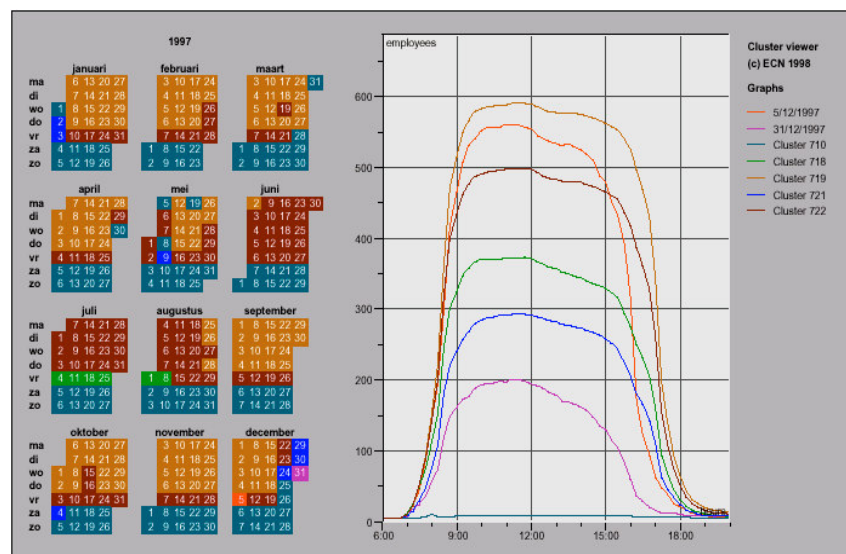 1997
januari februari maart
ma 6 13 20 27 3 10 17 24 3 10 17 24 31
di 7 14 21 28 4 11 18 25 4 11 18 25
wo 1 8 15 22 29 5 12 19 26 5 12 19 26
do 2 9 16 23 30 6 13 20 27 6 13 20 27
vr 3 10 17 24 31 7 14 21 28 7 14 21 28
za 4 11 18 25 1 8 15 22 1 8 15 22 29
zo 5 12 19 26 2 9 16 23 2 9 16 23 30
april mei juni
ma 7 14 21 28 5 12 19 26 2 9 16 23 30
di 1 8 15 22 29 6 13 20 27 3 10 17 24
wo 2 9 16 23 30 7 14 21 28 4 11 18 25
do 3 10 17 24 1 8 15 22 29 5 12 19 26
vr 4 11 18 25 2 9 16 23 30 6 13 20 27
za 5 12 19 26 3 10 17 24 31 7 14 21 28
zo 6 13 20 27 4 11 18 25 1 8 15 22 29
juli augustus september
ma 7 14 21 28 4 11 18 25 1 8 15 22 29
di 1 8 15 22 29 5 12 19 26 2 9 16 23 30
wo 2 9 16 23 30 6 13 20 27 3 10 17 24
do 3 10 17 24 31 7 14 21 28 4 11 18 25
vr 4 11 18 25 1 8 15 22 29 5 12 19 26
za 5 12 19 26 2 9 16 23 30 6 13 20 27
zo 6 13 20 27 3 10 17 24 31 7 14 21 28
oktober november december
ma 6 13 20 27 3 10 17 24 1 8 15 22 29
di 7 14 21 28 4 11 18 25 2 9 16 23 30
wo 1 8 15 22 29 5 12 19 26 3 10 17 24 31
do 2 9 16 23 30 6 13 20 27 4 11 18 25
vr 3 10 17 24 31 7 14 21 28 5 12 19 26
za 4 11 18 25 1 8 15 22 29 6 13 20 27
zo 5 12 19 26 2 9 16 23 30 7 14 21 28
employees
600
500
400
300
200
100
0
6:00 9:00 12:00 15:00 18:00
Cluster viewer
(c) ECN 1998
Graphs
5/12/1997
31/12/1997
Cluster 710
Cluster 718
Cluster 719
Cluster 721
Cluster 722